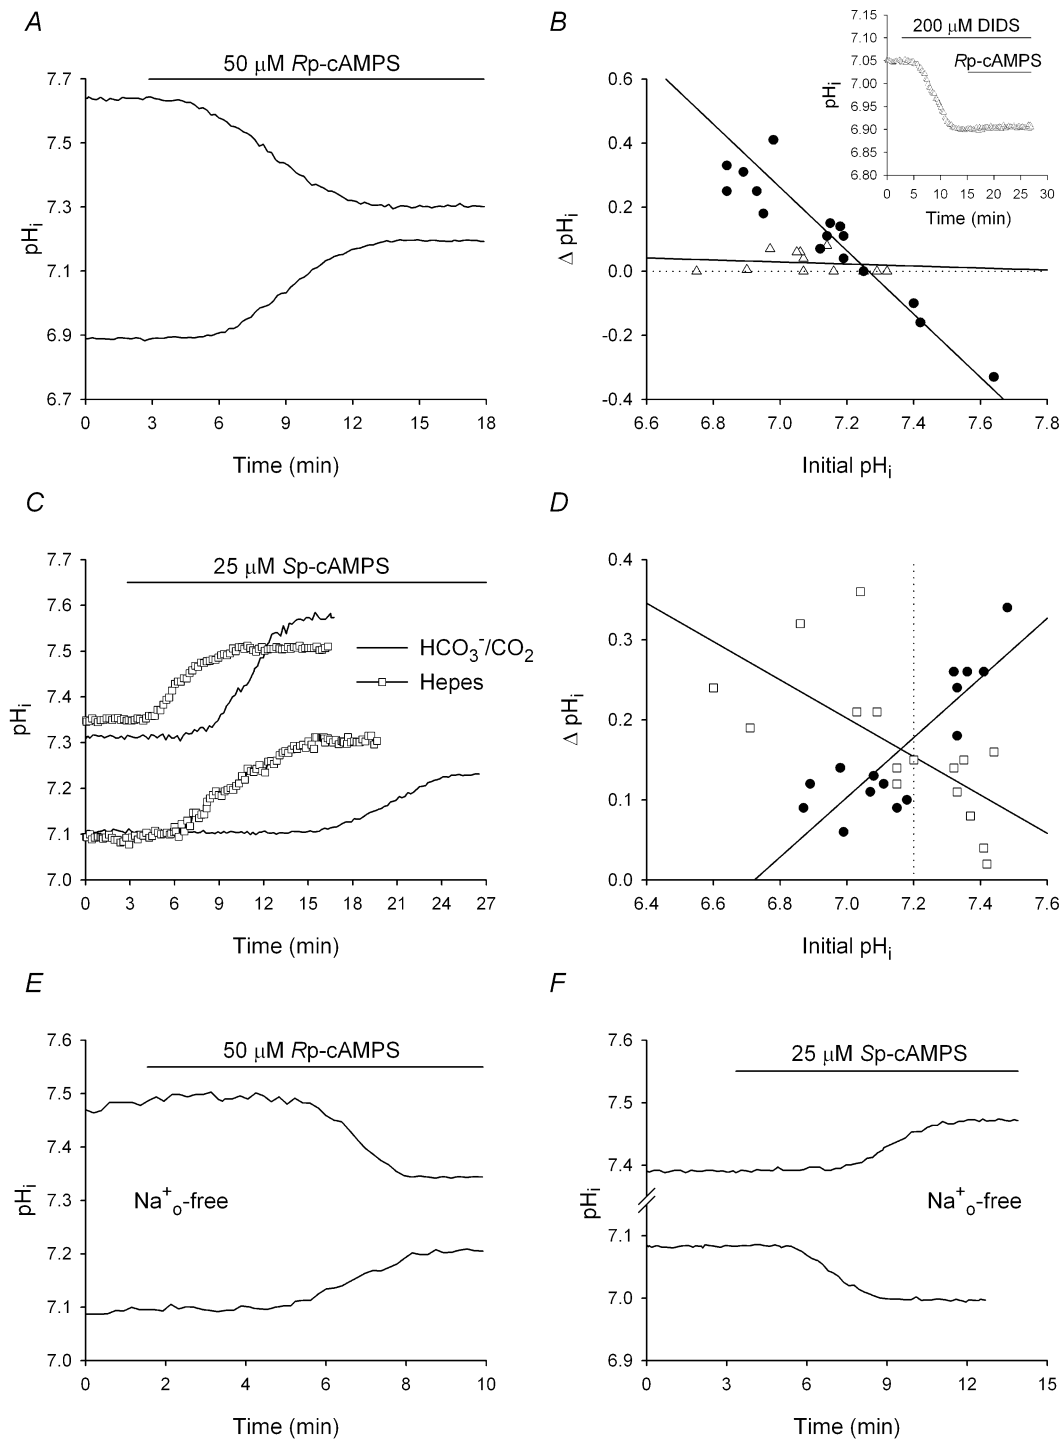 A
50 μM Rp-cAMPS
7.7
7.5
7.3
7.1
6.9
6.7
pHi
0 3 6 9 12 15 18
Time (min)
B
0.6
0.4
0.2
0.0
-0.2
-0.4
Δ pHi
6.6 6.8 7.0 7.2 7.4 7.6 7.8
Initial pHi
7.15
7.10
7.05
7.00
6.95
6.90
6.85
6.80
pHi
200 μM DIDS
Rp-cAMPS
0 5 10 15 20 25 30
Time (min)
C
25 μM Sp-cAMPS
7.7
7.6
7.5
7.4
7.3
7.2
7.1
7.0
pHi
HCO3-/CO2
Hepes
0 3 6 9 12 15 18 21 24 27
Time (min)
D
0.4
0.3
0.2
0.1
0.0
Δ pHi
6.4 6.6 6.8 7.0 7.2 7.4 7.6
Initial pHi
E
50 μM Rp-cAMPS
7.6
7.5
7.4
7.3
7.2
7.1
7.0
pHi
Na+o-free
0 2 4 6 8 10
Time (min)
F
25 μM Sp-cAMPS
7.6
7.5
7.4
7.1
7.0
6.9
pHi
Na+o-free
0 3 6 9 12 15
Time (min)